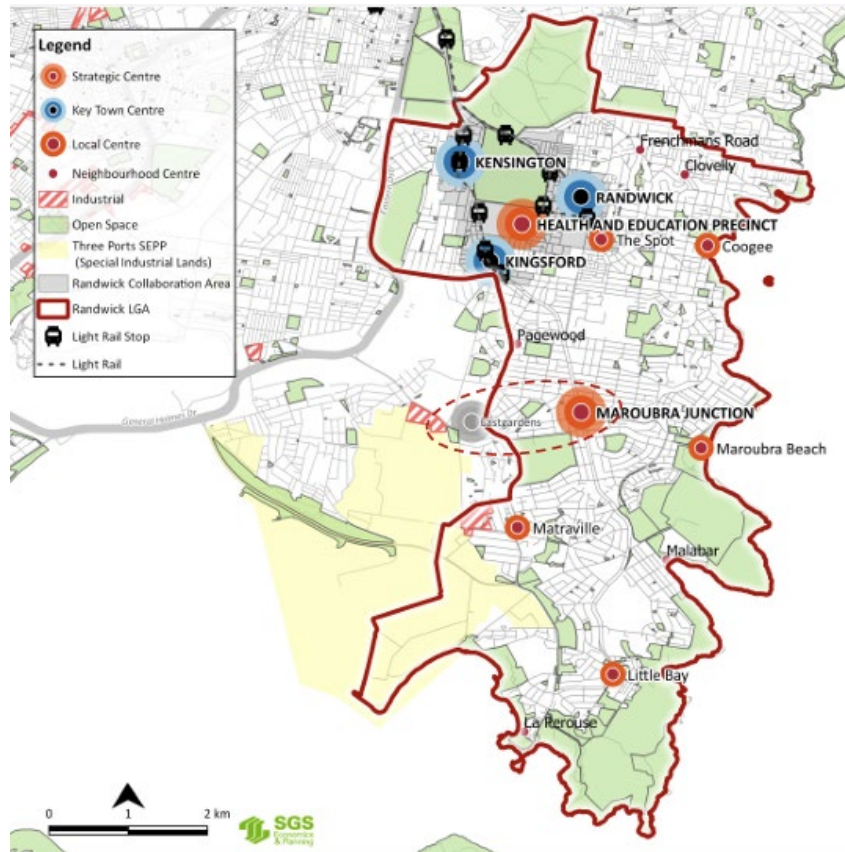 Legend
Strategic Centre
Key Town Centre
Local Centre
Neighbourhood Centre
Industrial
Open Space
Three Ports SEPP
(Special Industrial Lands)
Randwick Collaboration Area
Randwick LGA
Light Rail Stop
Light Rail
Frenchmans Road
Clovelly
KENSINGTON
RANDWICK
HEALTH AND EDUCATION PRECINCT
The Spot
Coogee
KINGSFORD
Pagewood
General Holmes Dr
Eastgardens
MAROUBRA JUNCTION
Maroubra Beach
Matraville
Malabar
Little Bay
La Perouse
0 1 2 km
SGS
Economics
& Planning